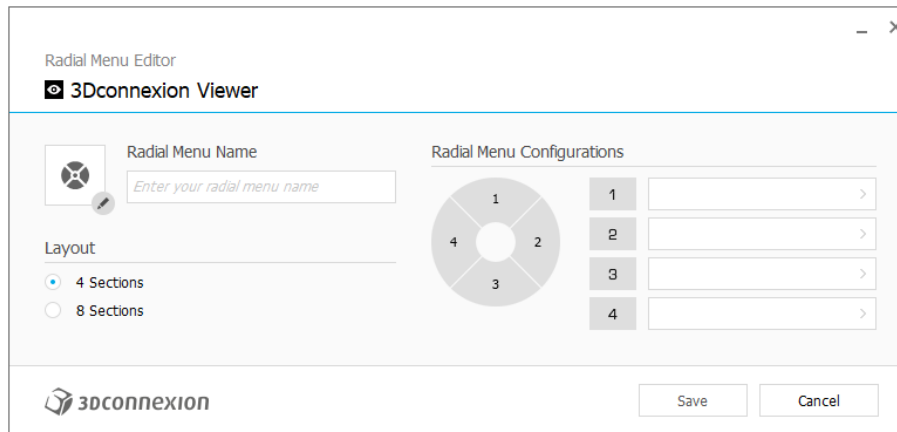 Radial Menu Editor
3Dconnexion Viewer
Radial Menu Name
Enter your radial menu name
Layout
4 Sections
8 Sections
Radial Menu Configurations
1
4 2
3
1
2
3
4
3Dconnexion
Save Cancel